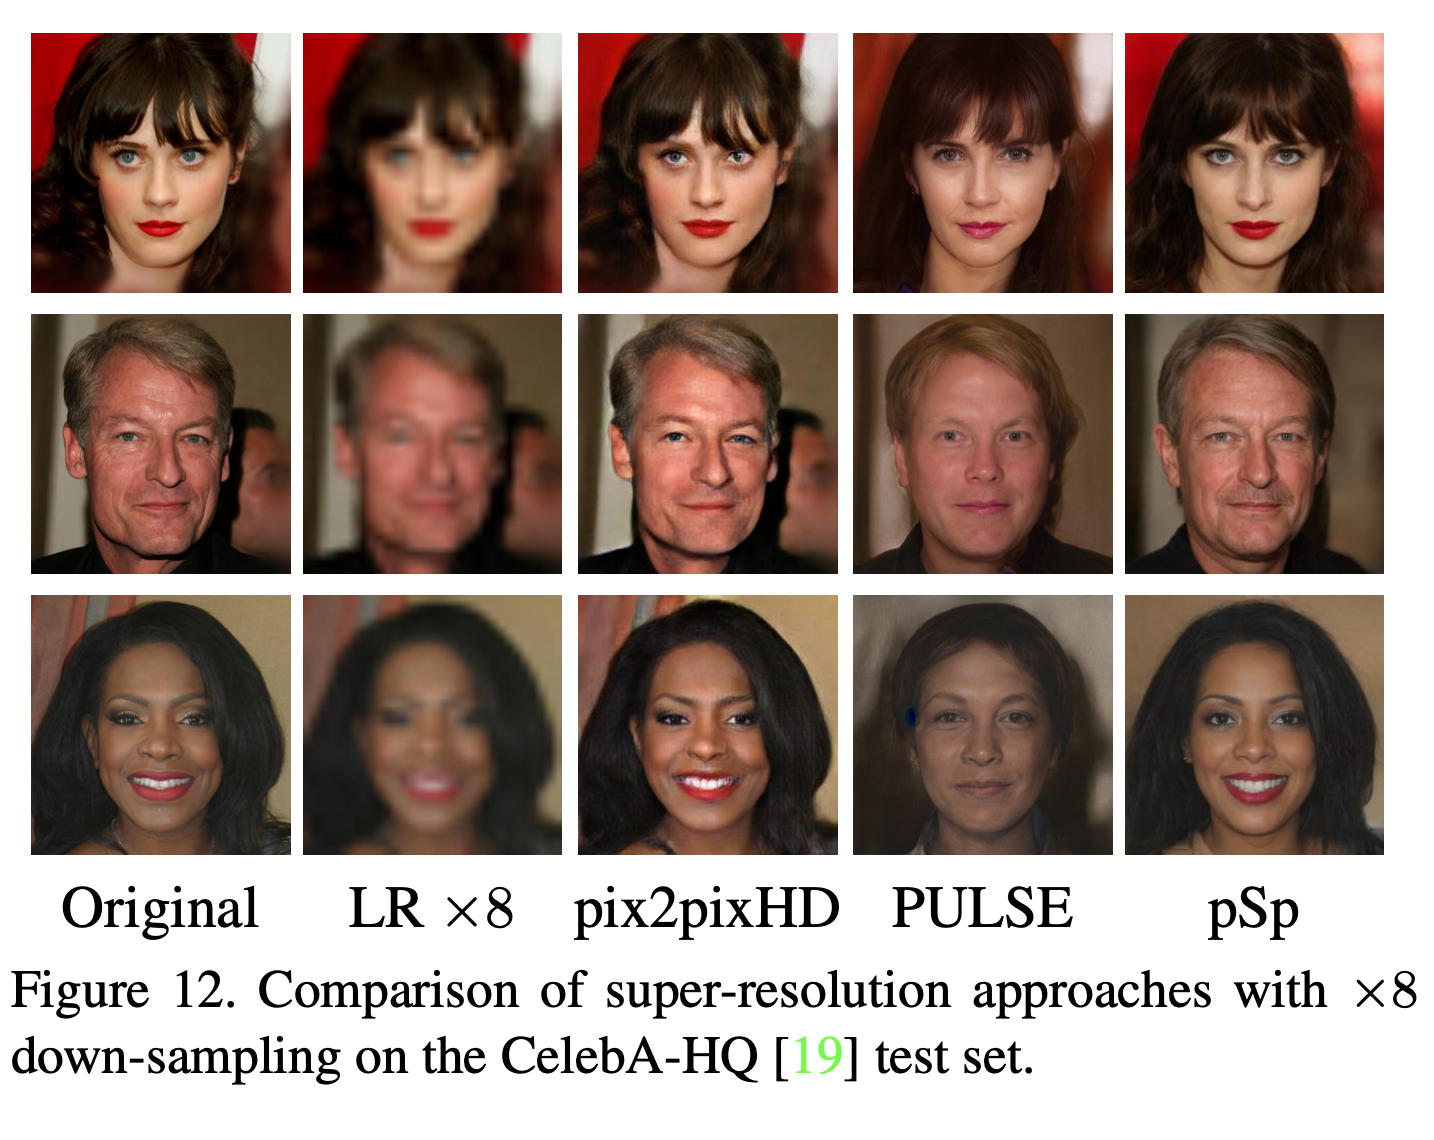 Original LR ×8 pix2pixHD PULSE pSp
Figure 12. Comparison of super-resolution approaches with ×8
down-sampling on the CelebA-HQ [19] test set.